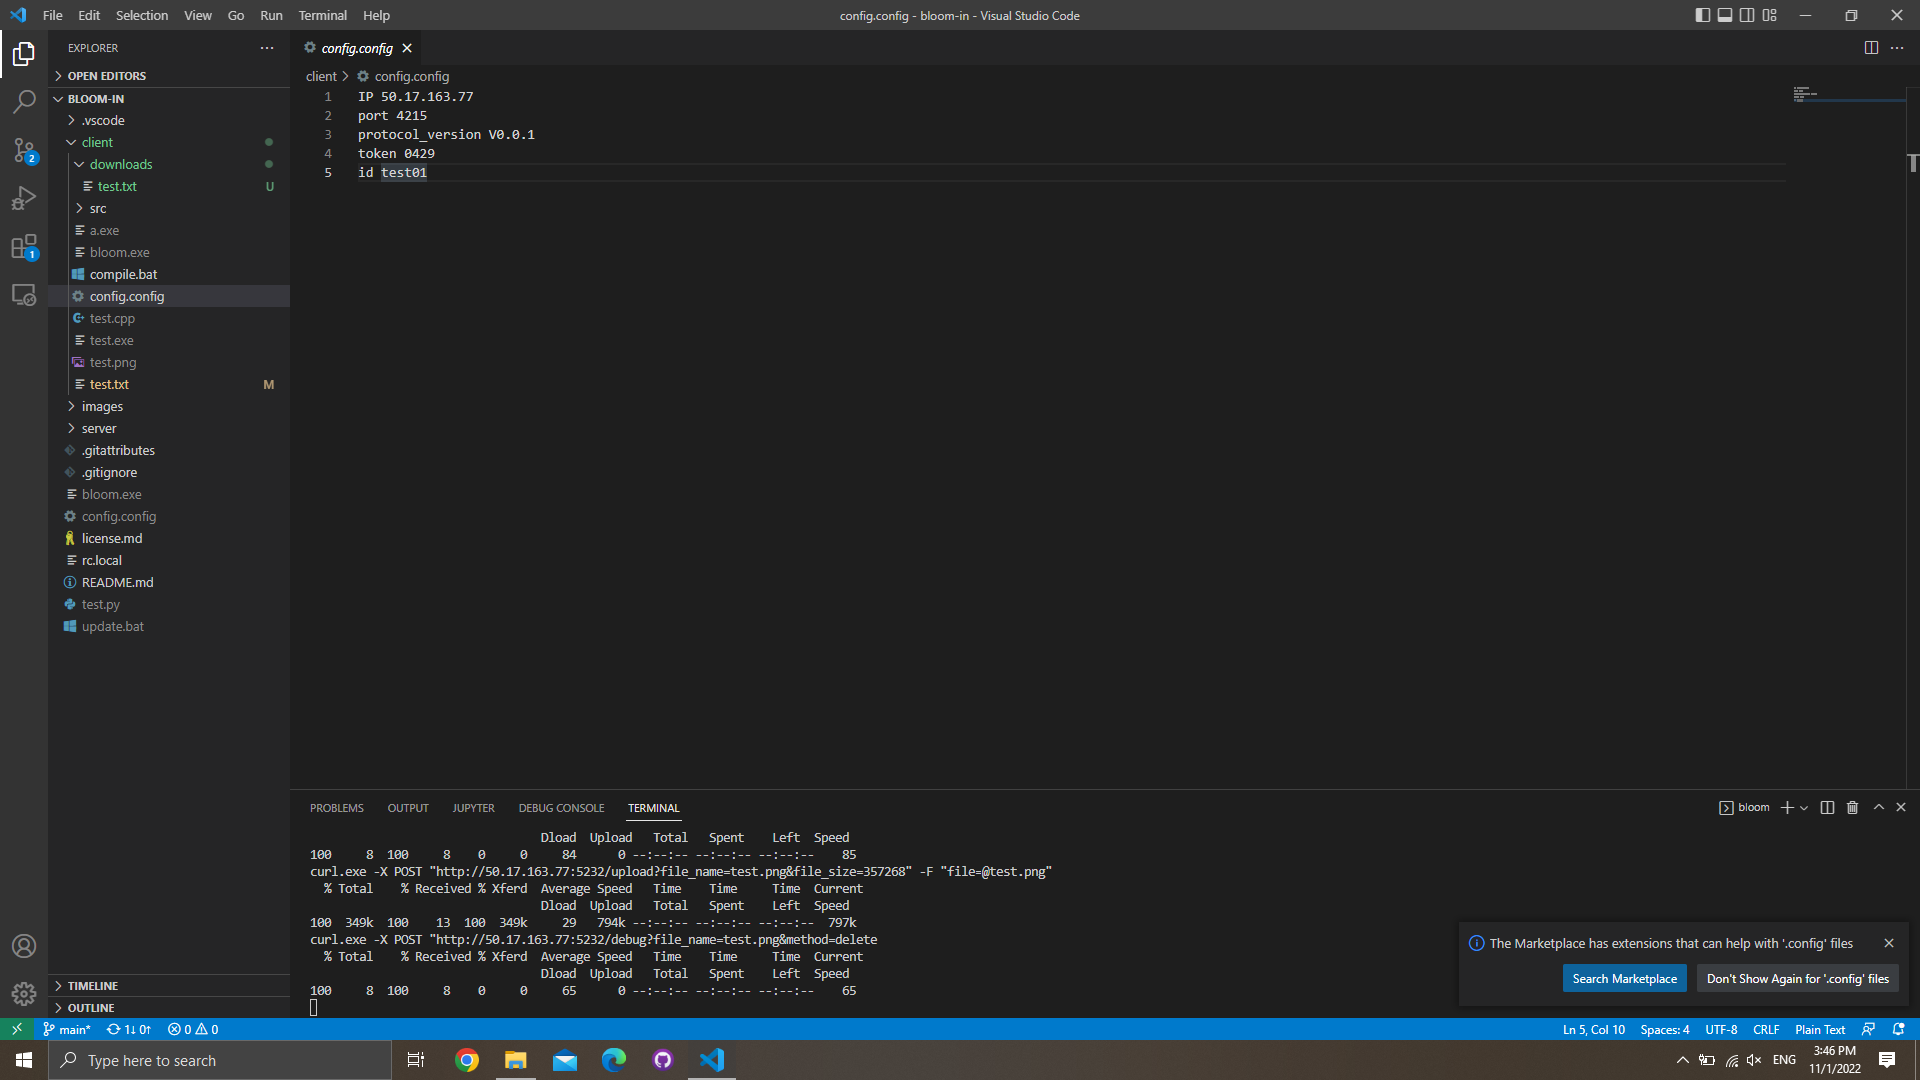 File Edit Selection View Go Run Terminal Help
config.config - bloom-in - Visual Studio Code
EXPLORER
OPEN EDITORS
BLOOM-IN
.vscode
client
downloads
test.txt U
src
a.exe
bloom.exe
compile.bat
config.config
test.cpp
test.exe
test.png
test.txt M
images
server
.gitattributes
.gitignore
bloom.exe
config.config
license.md
rc.local
README.md
test.py
update.bat
TIMELINE
OUTLINE
2
1
config.config
client > config.config
1 IP 50.17.163.77
2 port 4215
3 protocol_version V0.0.1
4 token 0429
5 id test01
PROBLEMS OUTPUT JUPYTER DEBUG CONSOLE TERMINAL
bloom
Dload Upload Total Spent Left Speed
100 8 100 8 0 0 84 0 --:--:-- --:--:-- --:--:-- 85
curl.exe -X POST "http://50.17.163.77:5232/upload?file_name=test.png&file_size=357268" -F "file=@test.png"
% Total % Received % Xferd Average Speed Time Time Time Current
Dload Upload Total Spent Left Speed
100 349k 100 13 100 349k 29 794k --:--:-- --:--:-- --:--:-- 797k
curl.exe -X POST "http://50.17.163.77:5232/debug?file_name=test.png&method=delete
% Total % Received % Xferd Average Speed Time Time Time Current
Dload Upload Total Spent Left Speed
100 8 100 8 0 0 65 0 --:--:-- --:--:-- --:--:-- 65
The Marketplace has extensions that can help with '.config' files
Search Marketplace
Don't Show Again for '.config' files
main* 1↓ 0↑ 0 0
Ln 5, Col 10 Spaces: 4 UTF-8 CRLF Plain Text
Type here to search
ENG
3:46 PM
11/1/2022